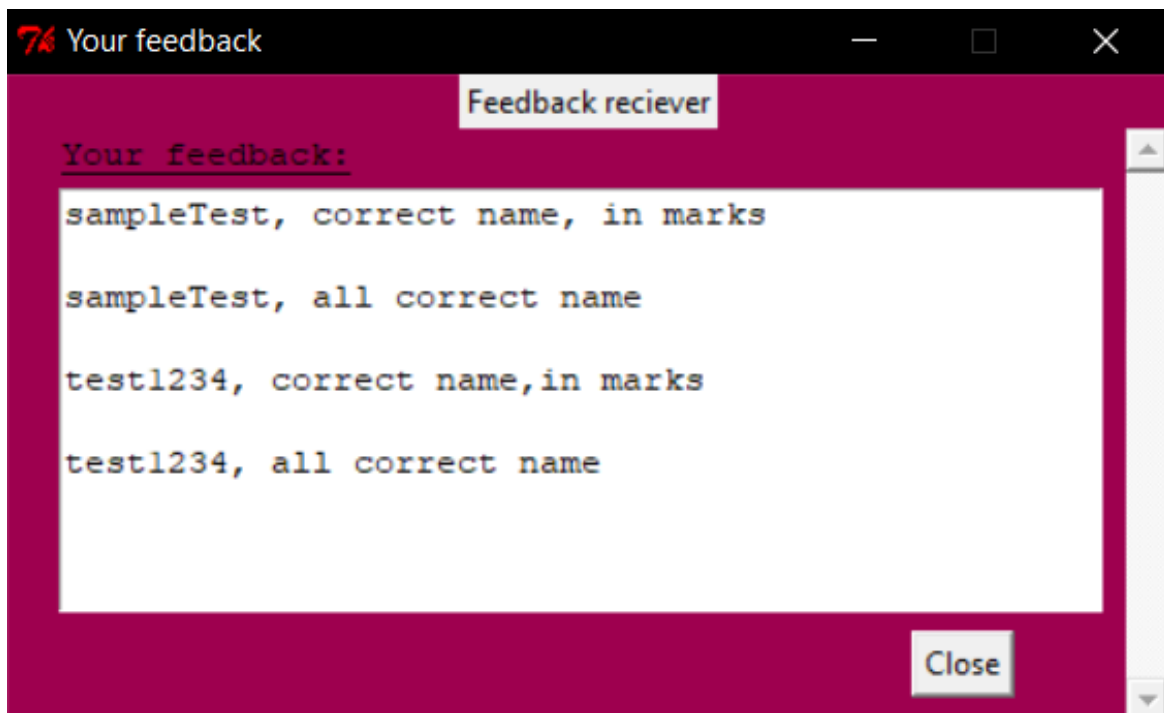 Your feedback
Feedback reciever
Your feedback:
sampleTest, correct name, in marks
sampleTest, all correct name
test1234, correct name,in marks
test1234, all correct name
Close